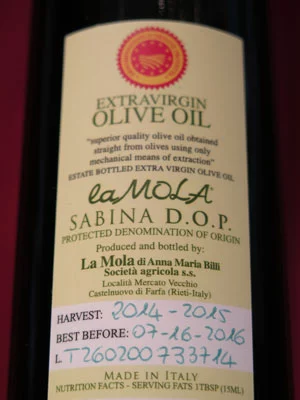 EXTRAVIRGIN
OLIVE OIL
"superior quality olive oil obtained
straight from olives using only
mechanical means of extraction"
ESTATE BOTTLED EXTRA VIRGIN OLIVE OIL
la MOLA®
SABINA D.O.P.
PROTECTED DENOMINATION OF ORIGIN
Produced and bottled by:
La Mola di Anna Maria Billi
Società agricola s.s.
Località Mercato Vecchio
Castelnuovo di Farfa (Rieti-Italy)
HARVEST: 2014-2015
BEST BEFORE: 07-16-2016
L. T260200733714
MADE IN ITALY
NUTRITION FACTS - SERVING FATS 1TBSP (15ML)